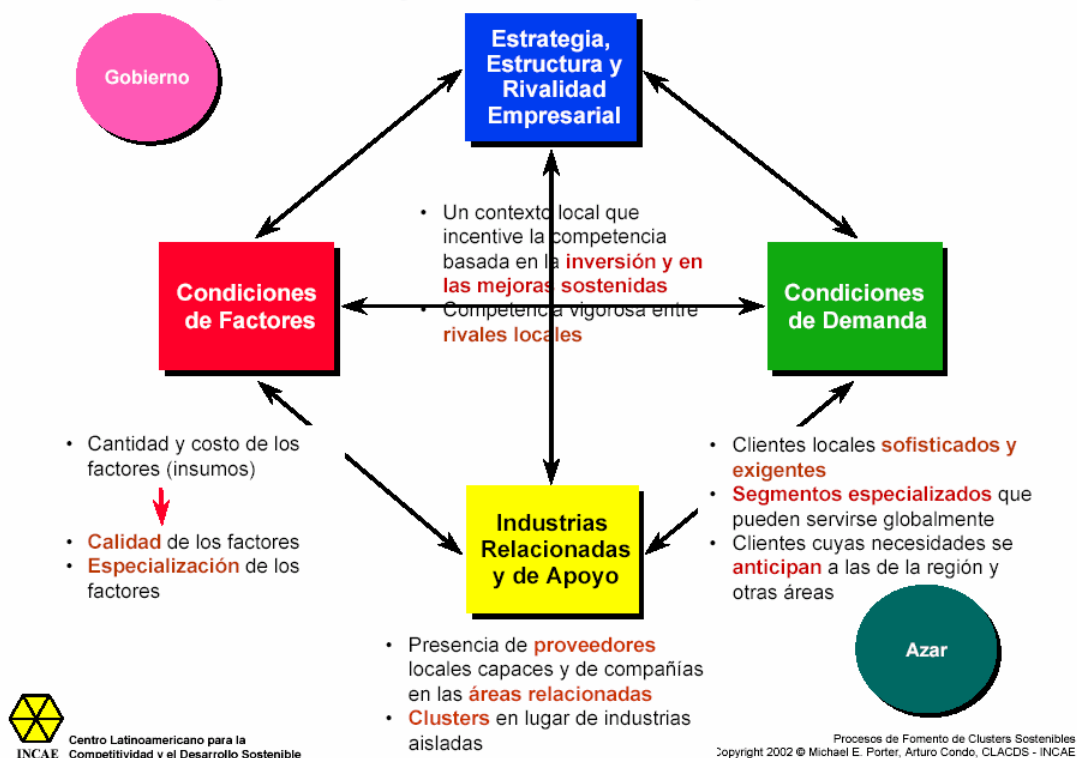 Gobierno
Estrategia,
Estructura y
Rivalidad
Empresarial
• Un contexto local que
incentive la competencia
basada en la inversión y en
las mejoras sostenidas
• Competencia vigorosa entre
rivales locales
Condiciones
de Factores
Condiciones
de Demanda
• Cantidad y costo de los
factores (insumos)
• Calidad de los factores
• Especialización de los
factores
• Clientes locales sofisticados y
exigentes
• Segmentos especializados que
pueden servirse globalmente
• Clientes cuyas necesidades se
anticipan a las de la región y
otras áreas
Industrias
Relacionadas
y de Apoyo
• Presencia de proveedores
locales capaces y de compañías
en las áreas relacionadas
• Clusters en lugar de industrias
aisladas
Azar
INCAE
Centro Latinoamericano para la
Competitividad y el Desarrollo Sostenible
Procesos de Fomento de Clusters Sostenibles
Copyright 2002 © Michael E. Porter, Arturo Condo, CLACDS - INCAE